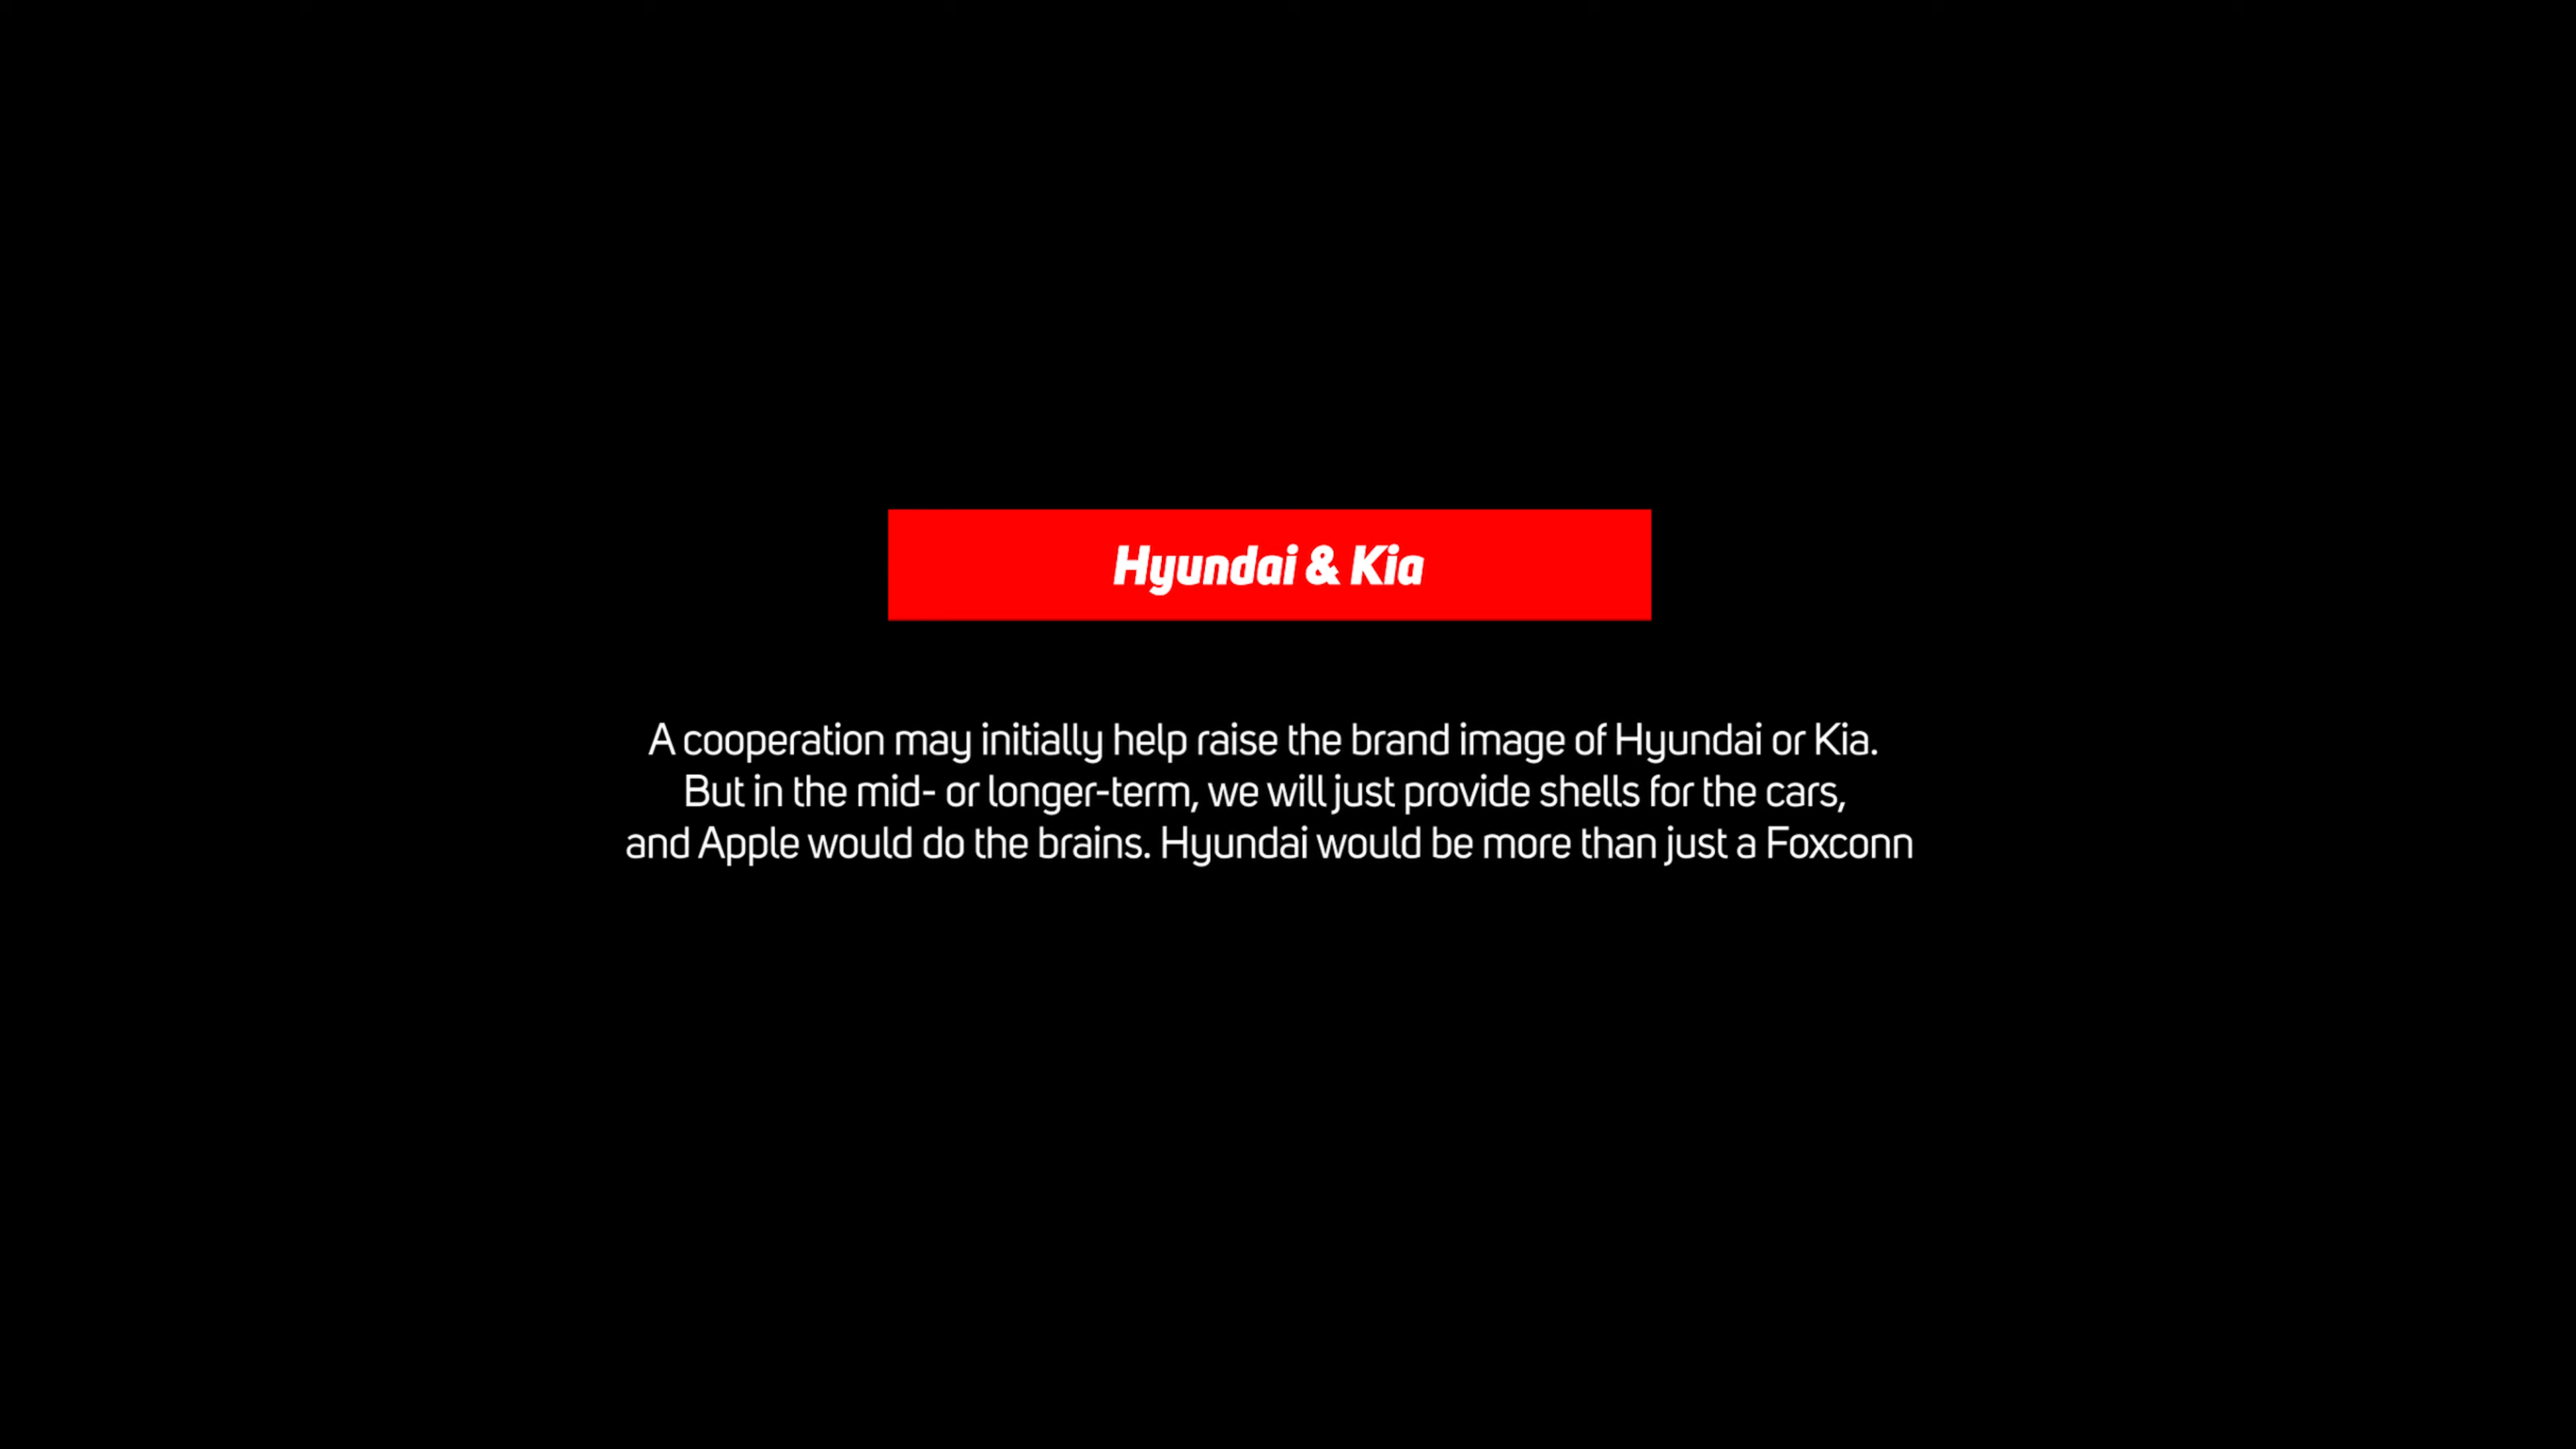 Hyundai & Kia
A cooperation may initially help raise the brand image of Hyundai or Kia.
But in the mid- or longer-term, we will just provide shells for the cars,
and Apple would do the brains. Hyundai would be more than just a Foxconn